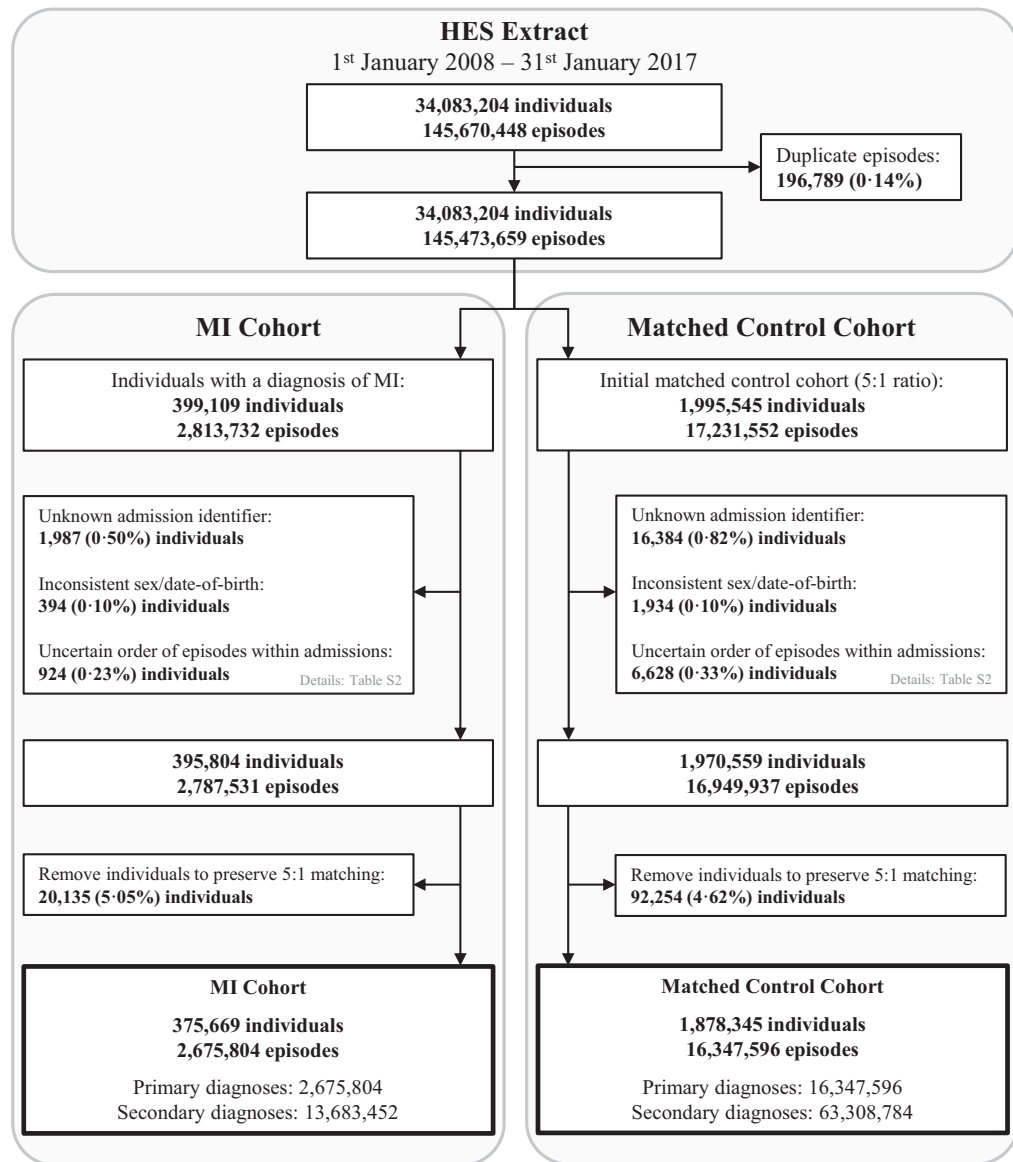 HES Extract
1st January 2008 – 31st January 2017
34,083,204 individuals
145,670,448 episodes
Duplicate episodes:
196,789 (0·14%)
34,083,204 individuals
145,473,659 episodes
MI Cohort
Individuals with a diagnosis of MI:
399,109 individuals
2,813,732 episodes
Unknown admission identifier:
1,987 (0·50%) individuals
Inconsistent sex/date-of-birth:
394 (0·10%) individuals
Uncertain order of episodes within admissions:
924 (0·23%) individuals
Details: Table S2
395,804 individuals
2,787,531 episodes
Remove individuals to preserve 5:1 matching:
20,135 (5·05%) individuals
MI Cohort
375,669 individuals
2,675,804 episodes
Primary diagnoses: 2,675,804
Secondary diagnoses: 13,683,452
Matched Control Cohort
Initial matched control cohort (5:1 ratio):
1,995,545 individuals
17,231,552 episodes
Unknown admission identifier:
16,384 (0·82%) individuals
Inconsistent sex/date-of-birth:
1,934 (0·10%) individuals
Uncertain order of episodes within admissions:
6,628 (0·33%) individuals
Details: Table S2
1,970,559 individuals
16,949,937 episodes
Remove individuals to preserve 5:1 matching:
92,254 (4·62%) individuals
Matched Control Cohort
1,878,345 individuals
16,347,596 episodes
Primary diagnoses: 16,347,596
Secondary diagnoses: 63,308,784